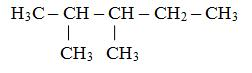 H₃C – CH – CH – CH₂ – CH₃
CH₃ CH₃